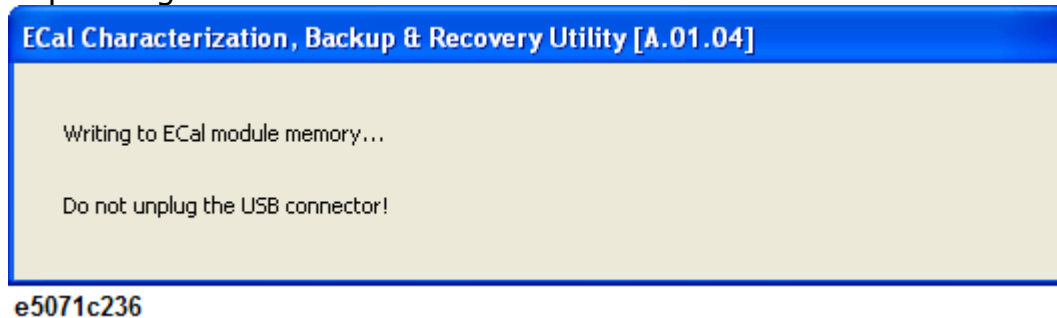 ECal Characterization, Backup & Recovery Utility [A.01.04]
Writing to ECal module memory...
Do not unplug the USB connector!
e5071c236